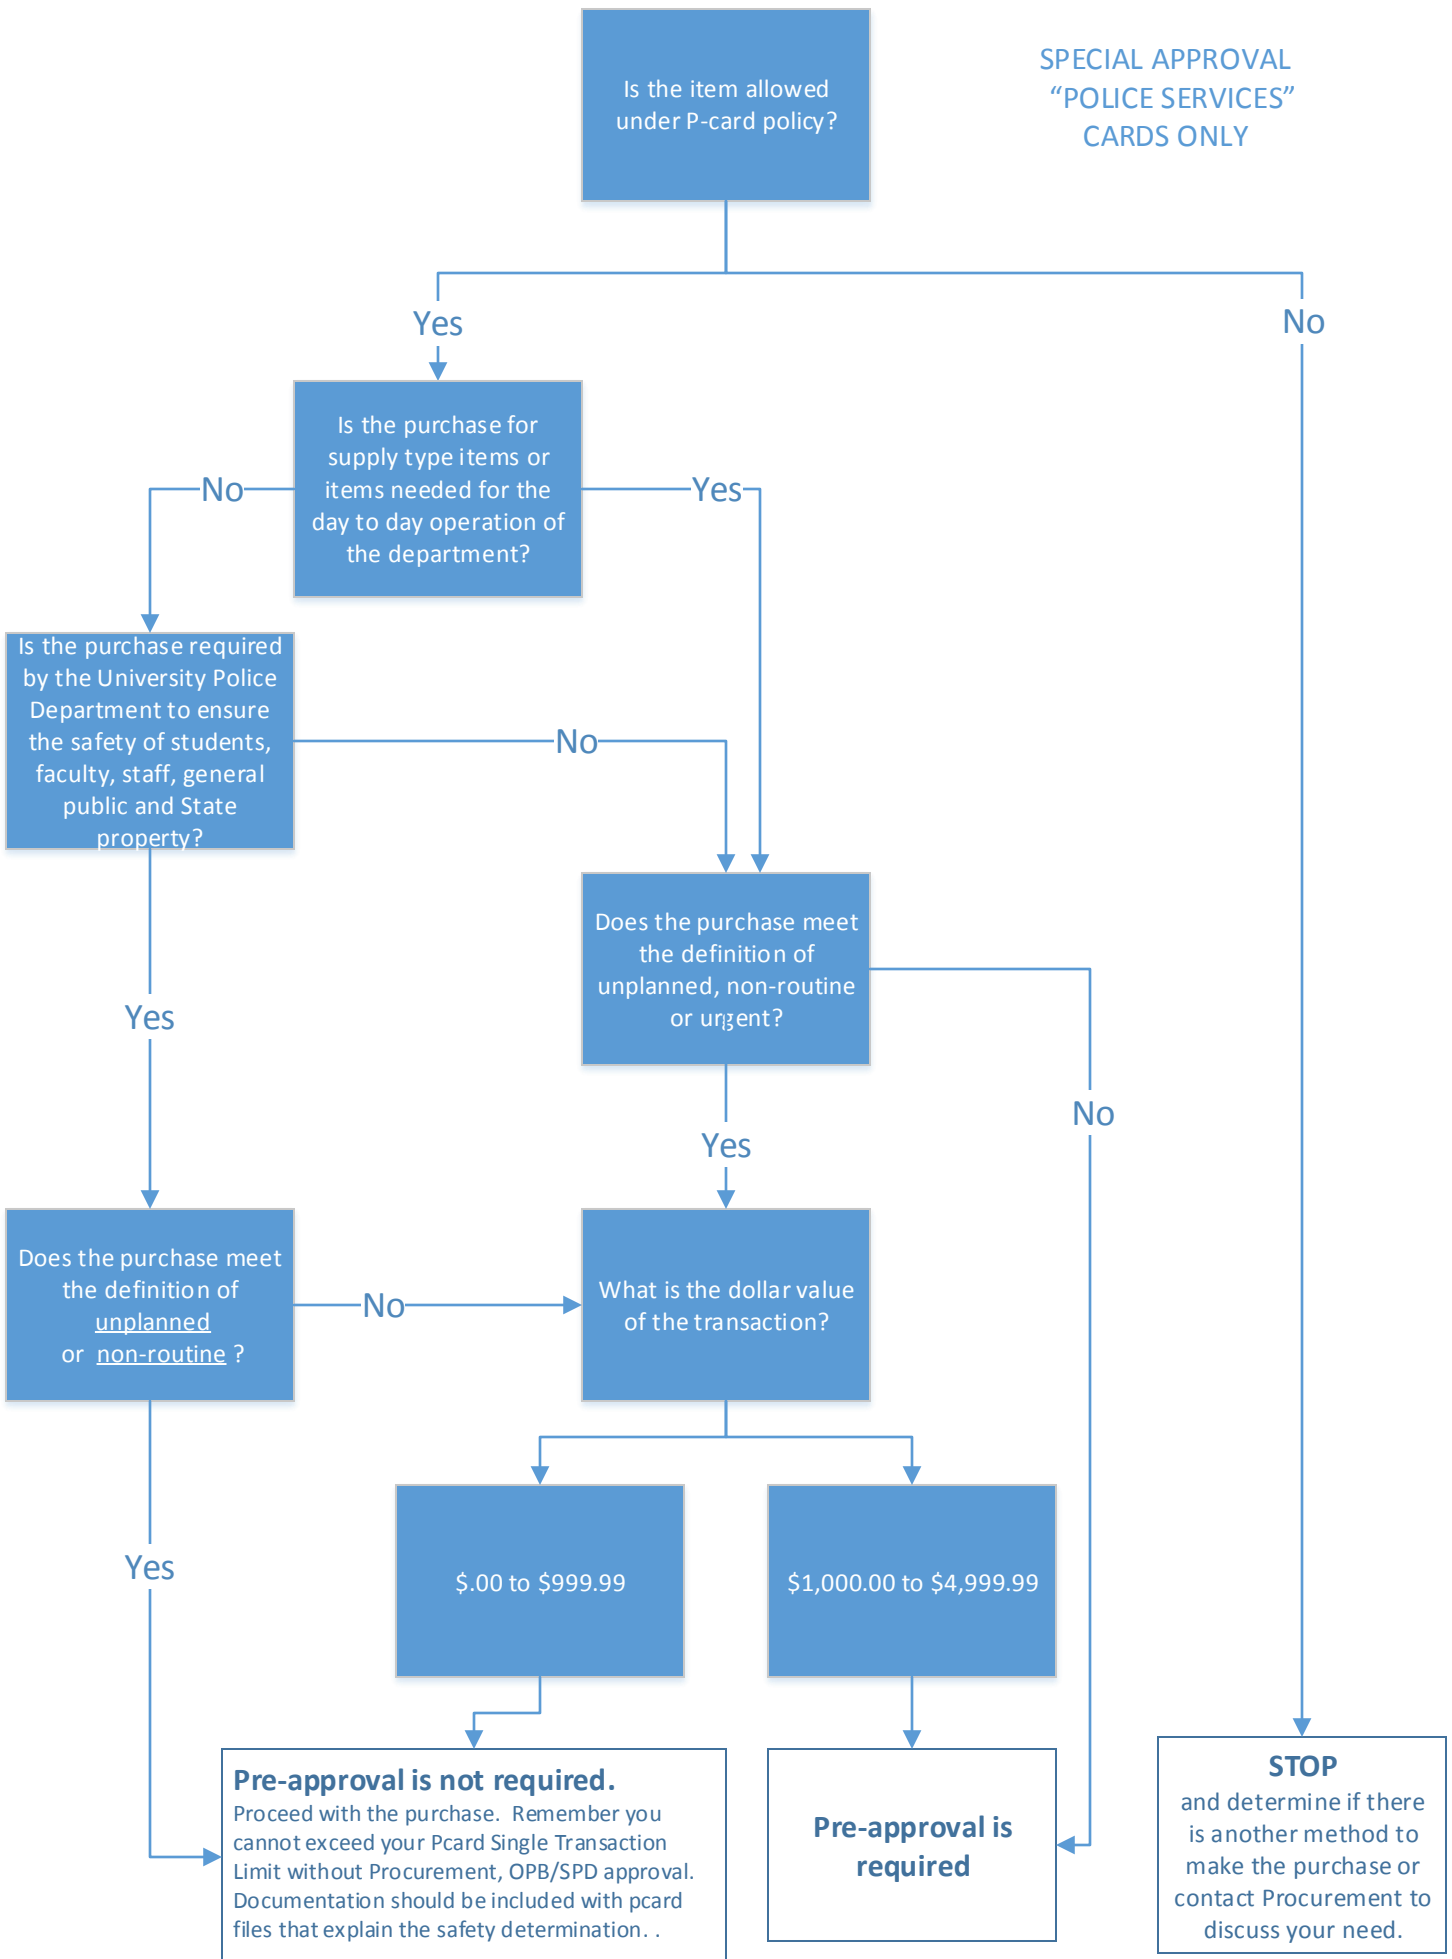 Is the item allowed
under P-card policy?
SPECIAL APPROVAL
“POLICE SERVICES”
CARDS ONLY
Yes
No
Is the purchase for
supply type items or
items needed for the
day to day operation of
the department?
No
Yes
Is the purchase required
by the University Police
Department to ensure
the safety of students,
faculty, staff, general
public and State
property?
No
Does the purchase meet
the definition of
unplanned, non-routine
or urgent?
Yes
No
Yes
Does the purchase meet
the definition of
unplanned
or non-routine ?
No
What is the dollar value
of the transaction?
Yes
$.00 to $999.99
$1,000.00 to $4,999.99
Pre-approval is not required.
Proceed with the purchase. Remember you
cannot exceed your Pcard Single Transaction
Limit without Procurement, OPB/SPD approval.
Documentation should be included with pcard
files that explain the safety determination. .
Pre-approval is
required
STOP
and determine if there
is another method to
make the purchase or
contact Procurement to
discuss your need.